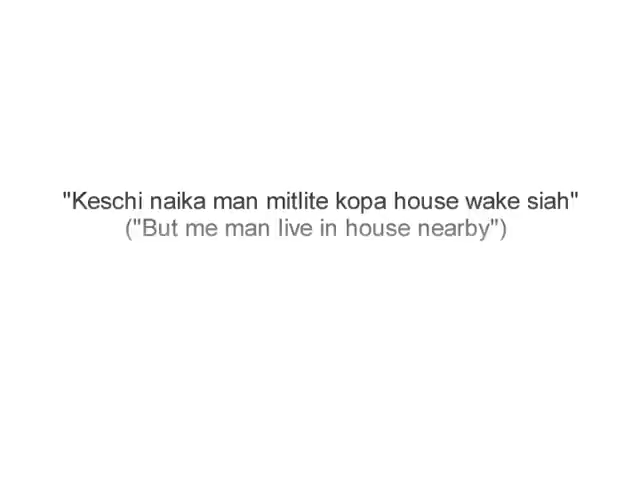 "Keschi naika man mitlite kopa house wake siah"
("But me man live in house nearby")